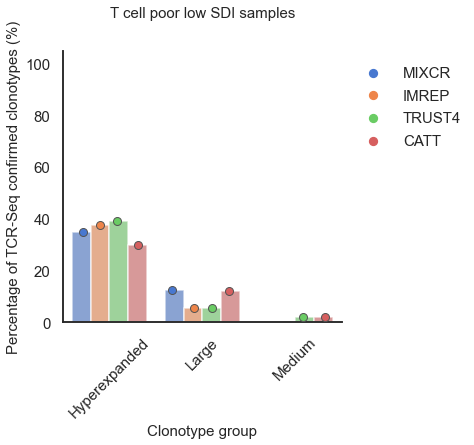 T cell poor low SDI samples
Percentage of TCR-Seq confirmed clonotypes (%)
100
80
60
40
20
0
MIXCR
IMREP
TRUST4
CATT
Hyperexpanded
Large
Medium
Clonotype group